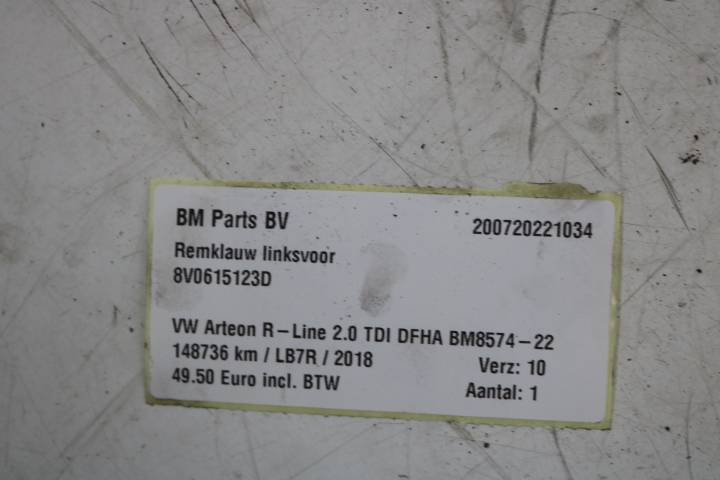 BM Parts BV 200720221034
Remklauw linksvoor
8V0615123D
VW Arteon R-Line 2.0 TDI DFHA BM8574-22
148736 km / LB7R / 2018 Verz: 10
49.50 Euro incl. BTW Aantal: 1